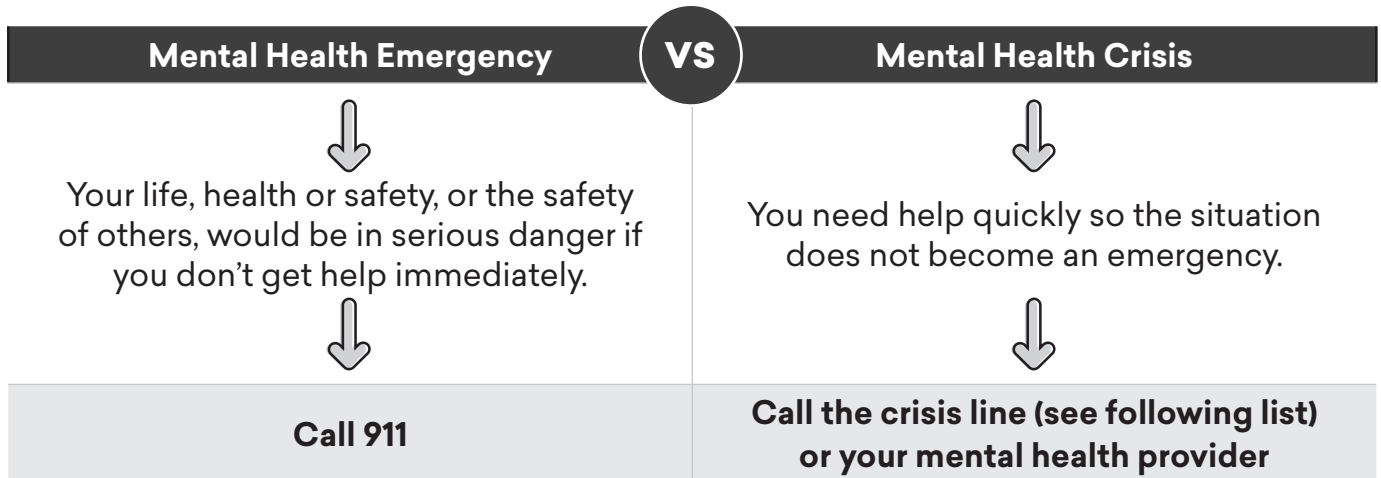 Mental Health Emergency
VS
Mental Health Crisis
Your life, health or safety, or the safety
of others, would be in serious danger if
you don’t get help immediately.
You need help quickly so the situation
does not become an emergency.
Call 911
Call the crisis line (see following list)
or your mental health provider